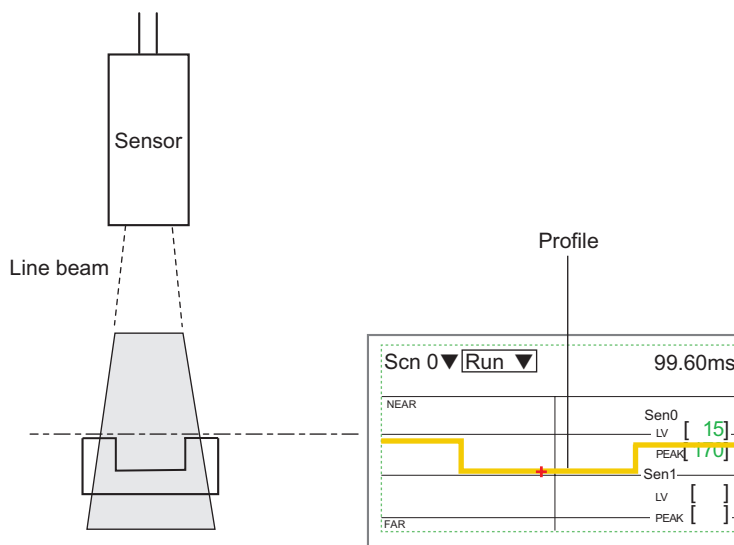 Sensor
Line beam
Profile
Scn 0▼ Run ▼ 99.60ms
NEAR
Sen0
LV [ 15]
PEAK[ 170]
Sen1
LV [ ]
PEAK [ ]
FAR